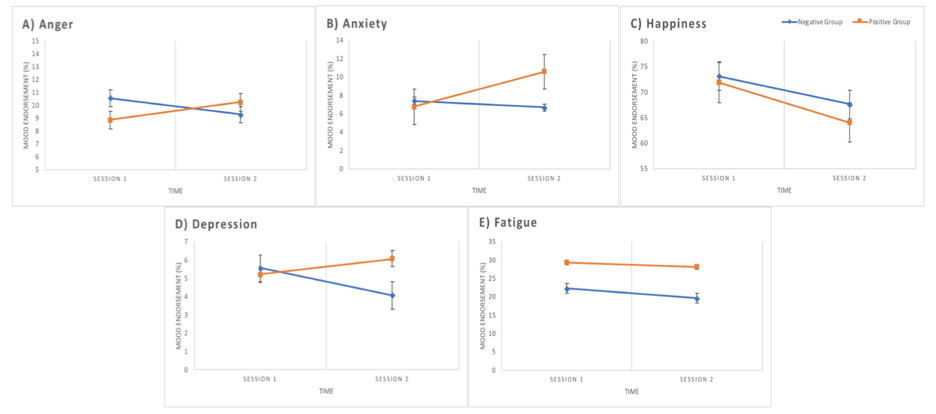 A) Anger
MOOD ENDORSEMENT (%)
15
14
13
12
11
10
9
8
7
6
5
SESSION 1 SESSION 2
TIME
B) Anxiety
MOOD ENDORSEMENT (%)
14
12
10
8
6
4
2
0
SESSION 1 SESSION 2
TIME
C) Happiness
Negative Group Positive Group
MOOD ENDORSEMENT (%)
80
75
70
65
60
55
SESSION 1 SESSION 2
TIME
D) Depression
MOOD ENDORSEMENT (%)
7
6
5
4
3
2
1
0
SESSION 1 SESSION 2
TIME
E) Fatigue
MOOD ENDORSEMENT (%)
35
30
25
20
15
10
5
0
SESSION 1 SESSION 2
TIME